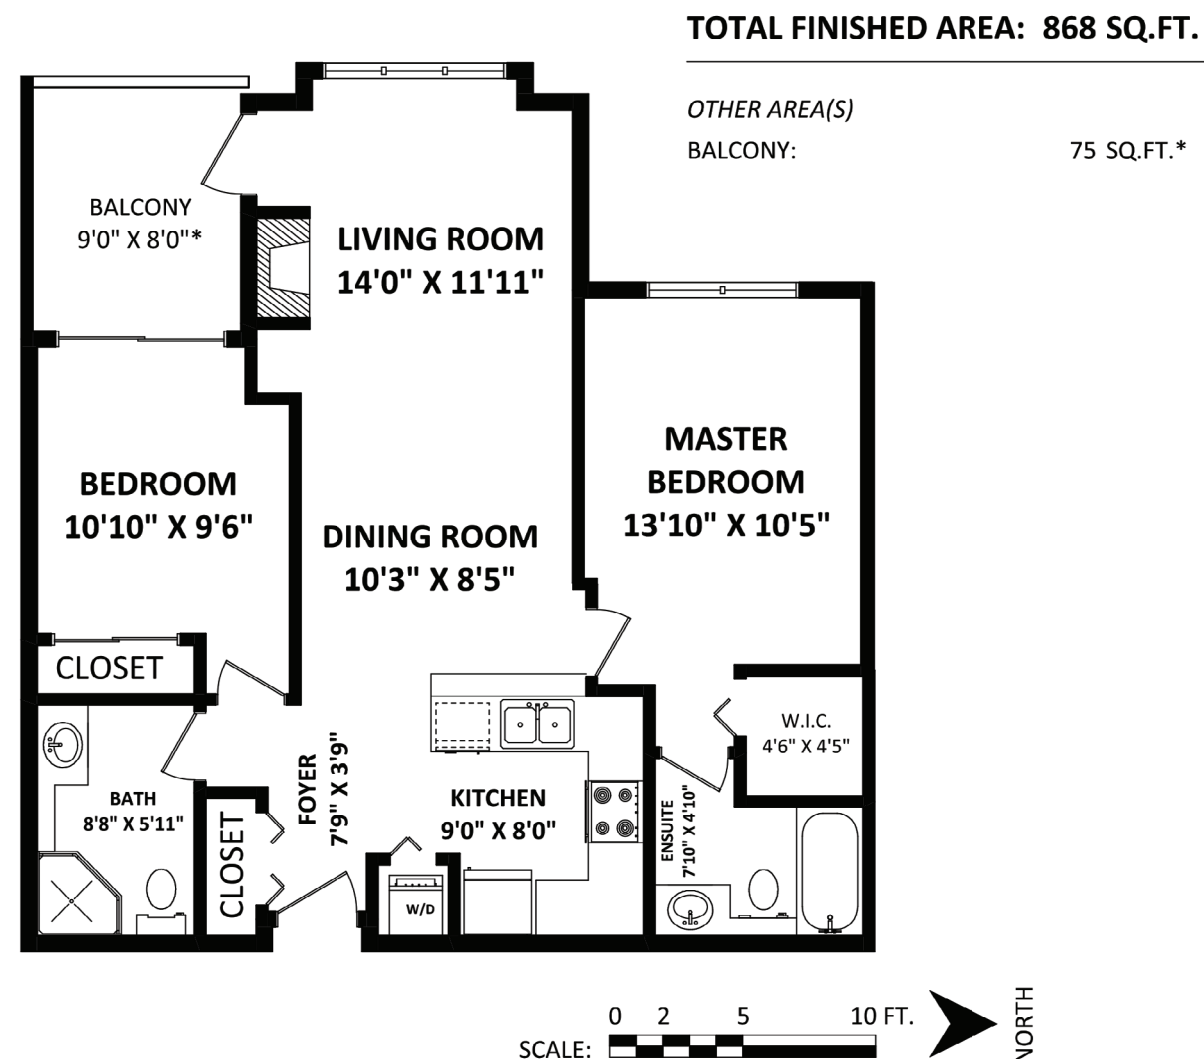 TOTAL FINISHED AREA: 868 SQ.FT.
OTHER AREA(S)
BALCONY: 75 SQ.FT.*
BALCONY
9'0" X 8'0"*
LIVING ROOM
14'0" X 11'11"
MASTER
BEDROOM
13'10" X 10'5"
BEDROOM
10'10" X 9'6"
DINING ROOM
10'3" X 8'5"
CLOSET
W.I.C.
4'6" X 4'5"
BATH
8'8" X 5'11"
FOYER
7'9" X 3'9"
KITCHEN
9'0" X 8'0"
ENSUITE
7'10" X 4'10"
CLOSET
W/D
0 2 5 10 FT.
SCALE:
NORTH